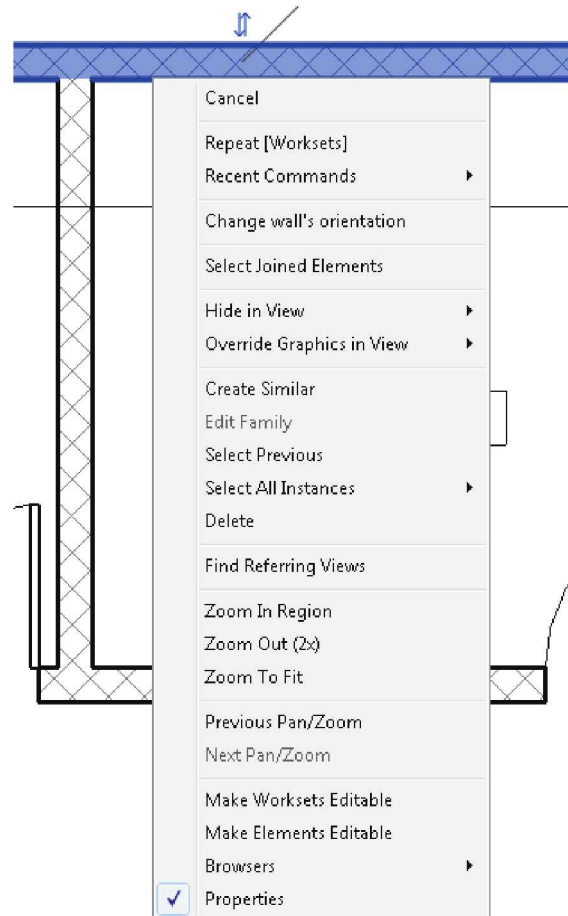 Cancel
Repeat [Worksets]
Recent Commands
Change wall's orientation
Select Joined Elements
Hide in View
Override Graphics in View
Create Similar
Edit Family
Select Previous
Select All Instances
Delete
Find Referring Views
Zoom In Region
Zoom Out (2x)
Zoom To Fit
Previous Pan/Zoom
Next Pan/Zoom
Make Worksets Editable
Make Elements Editable
Browsers
Properties